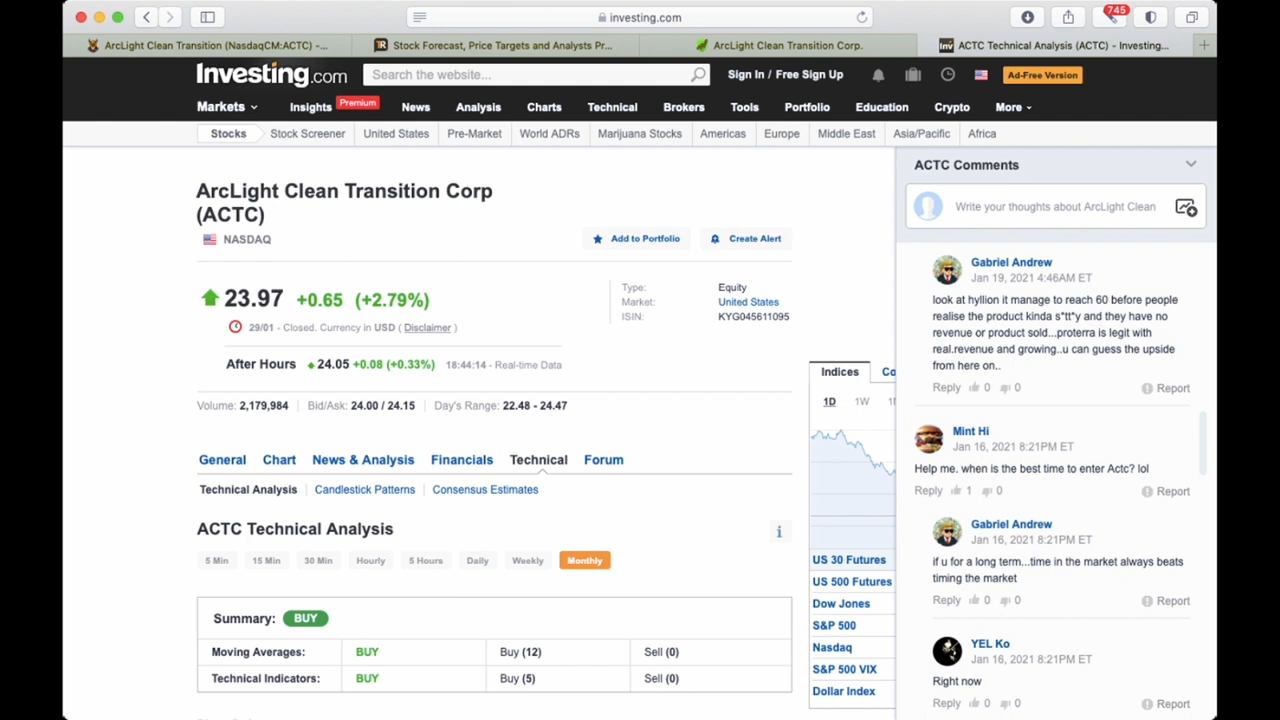 745
investing.com
ArcLight Clean Transition (NasdaqCM:ACTC) -...
Stock Forecast, Price Targets and Analysts Pr...
ArcLight Clean Transition Corp.
Inv
ACTC Technical Analysis (ACTC) - Investing...
Investing.com
Search the website...
Sign In / Free Sign Up
Ad-Free Version
Markets
Insights
Premium
News
Analysis
Charts
Technical
Brokers
Tools
Portfolio
Education
Crypto
More
Stocks
Stock Screener
United States
Pre-Market
World ADRs
Marijuana Stocks
Americas
Europe
Middle East
Asia/Pacific
Africa
ArcLight Clean Transition Corp
(ACTC)
NASDAQ
Add to Portfolio
Create Alert
23.97 +0.65 (+2.79%)
29/01 - Closed. Currency in USD ( Disclaimer )
Type: Equity
Market: United States
ISIN: KYG045611095
After Hours 24.05 +0.08 (+0.33%) 18:44:14 - Real-time Data
Volume: 2,179,984 Bid/Ask: 24.00 / 24.15 Day's Range: 22.48 - 24.47
General Chart News & Analysis Financials Technical Forum
Technical Analysis Candlestick Patterns Consensus Estimates
ACTC Technical Analysis
5 Min 15 Min 30 Min Hourly 5 Hours Daily Weekly Monthly
Summary: BUY
Moving Averages: BUY Buy (12) Sell (0)
Technical Indicators: BUY Buy (5) Sell (0)
Indices Co
1D 1W
US 30 Futures
US 500 Futures
Dow Jones
S&P 500
Nasdaq
S&P 500 VIX
Dollar Index
ACTC Comments
Write your thoughts about ArcLight Clean
Gabriel Andrew
Jan 19, 2021 4:46AM ET
look at hyllion it manage to reach 60 before people
realise the product kinda s*tt*y and they have no
revenue or product sold...proterra is legit with
real.revenue and growing..u can guess the upside
from here on..
Reply 0 0 Report
Mint Hi
Jan 16, 2021 8:21PM ET
Help me. when is the best time to enter Actc? lol
Reply 1 0 Report
Gabriel Andrew
Jan 16, 2021 8:21PM ET
if u for a long term...time in the market always beats
timing the market
Reply 0 0 Report
YEL Ko
Jan 16, 2021 8:21PM ET
Right now
Reply 0 0 Report